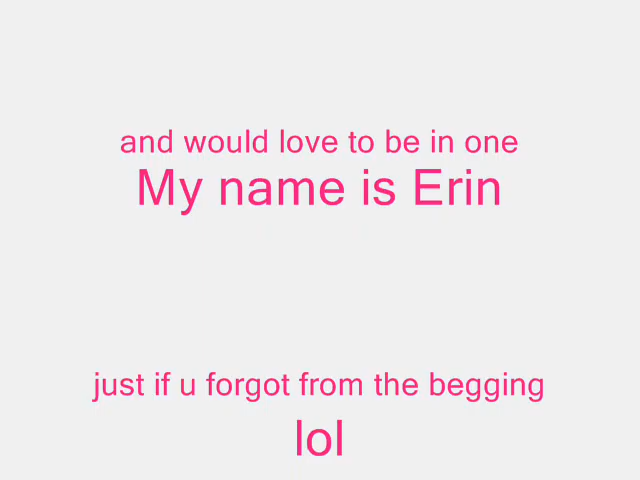 and would love to be in one
My name is Erin
just if u forgot from the begging
lol